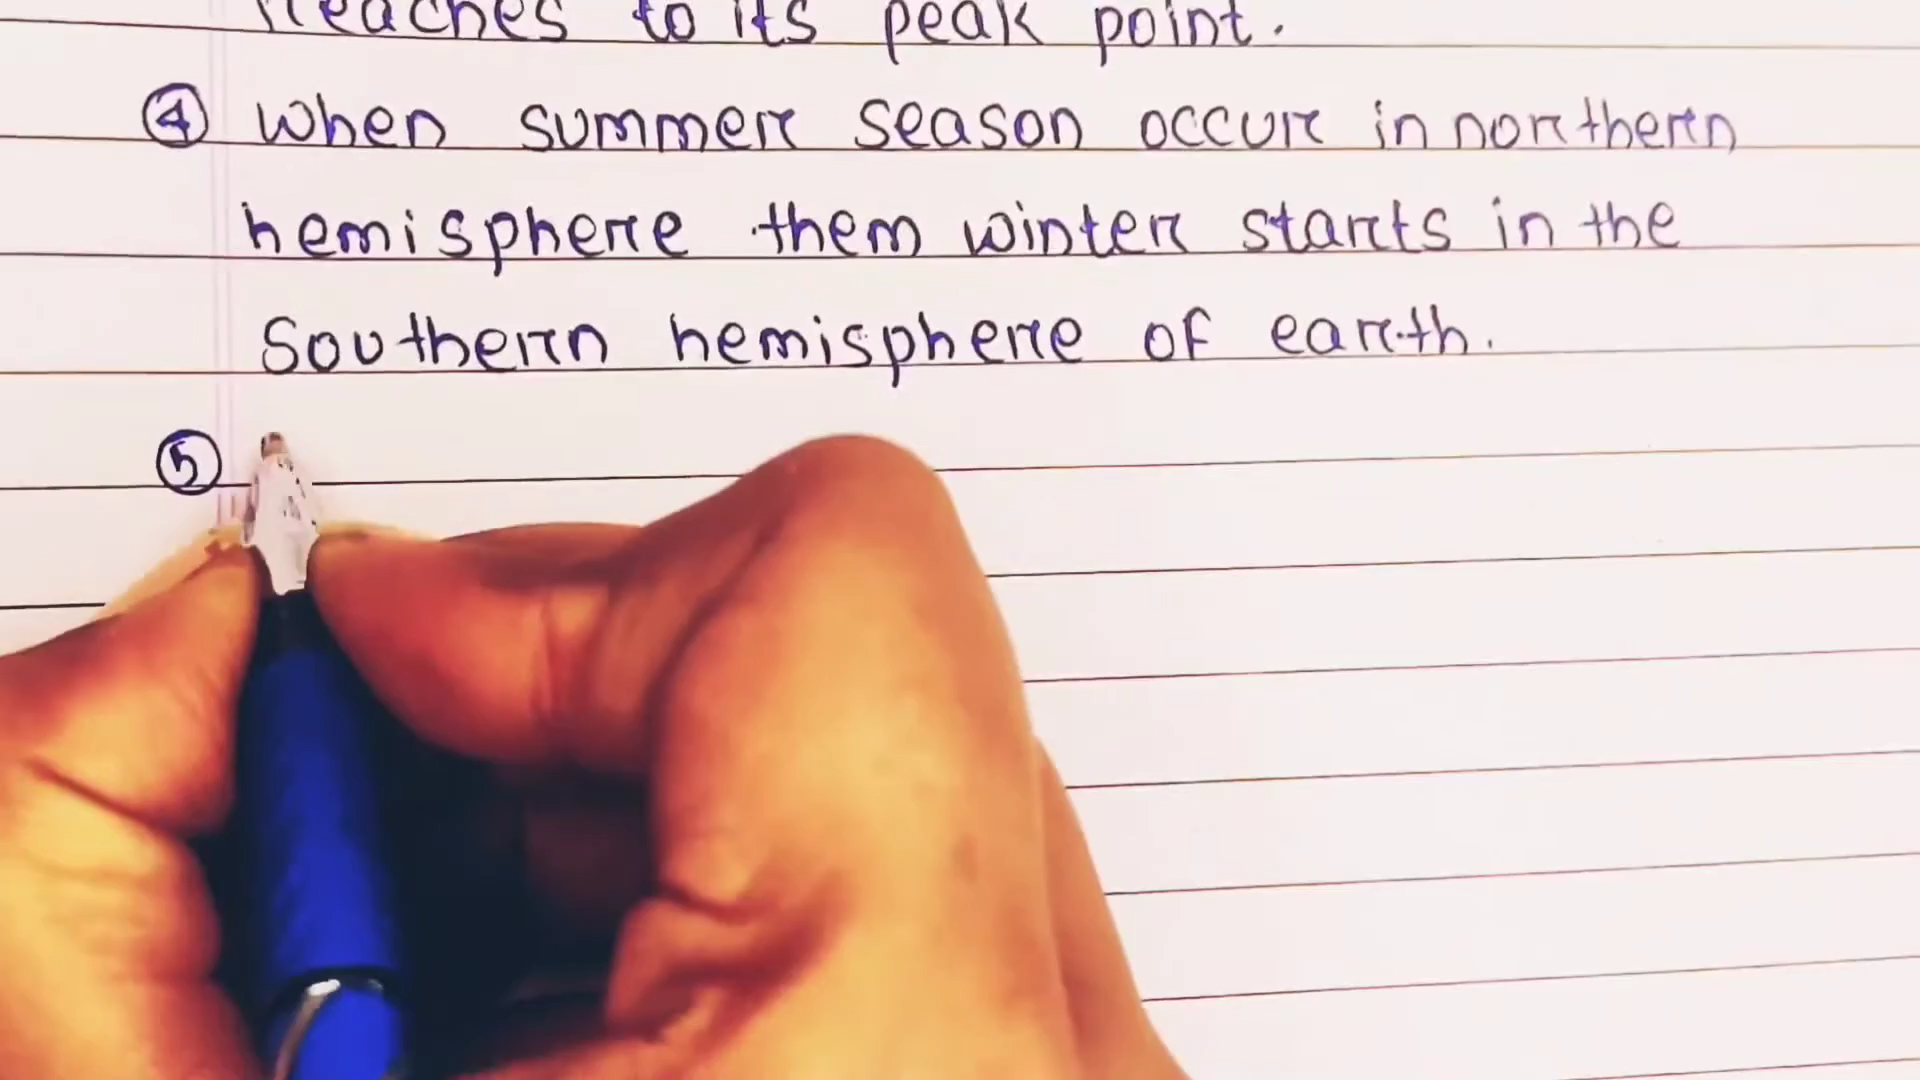 Reaches to its peak point.
④ When summer season occur in northern
hemisphere them winter starts in the
Southern hemisphere of earth.
⑤